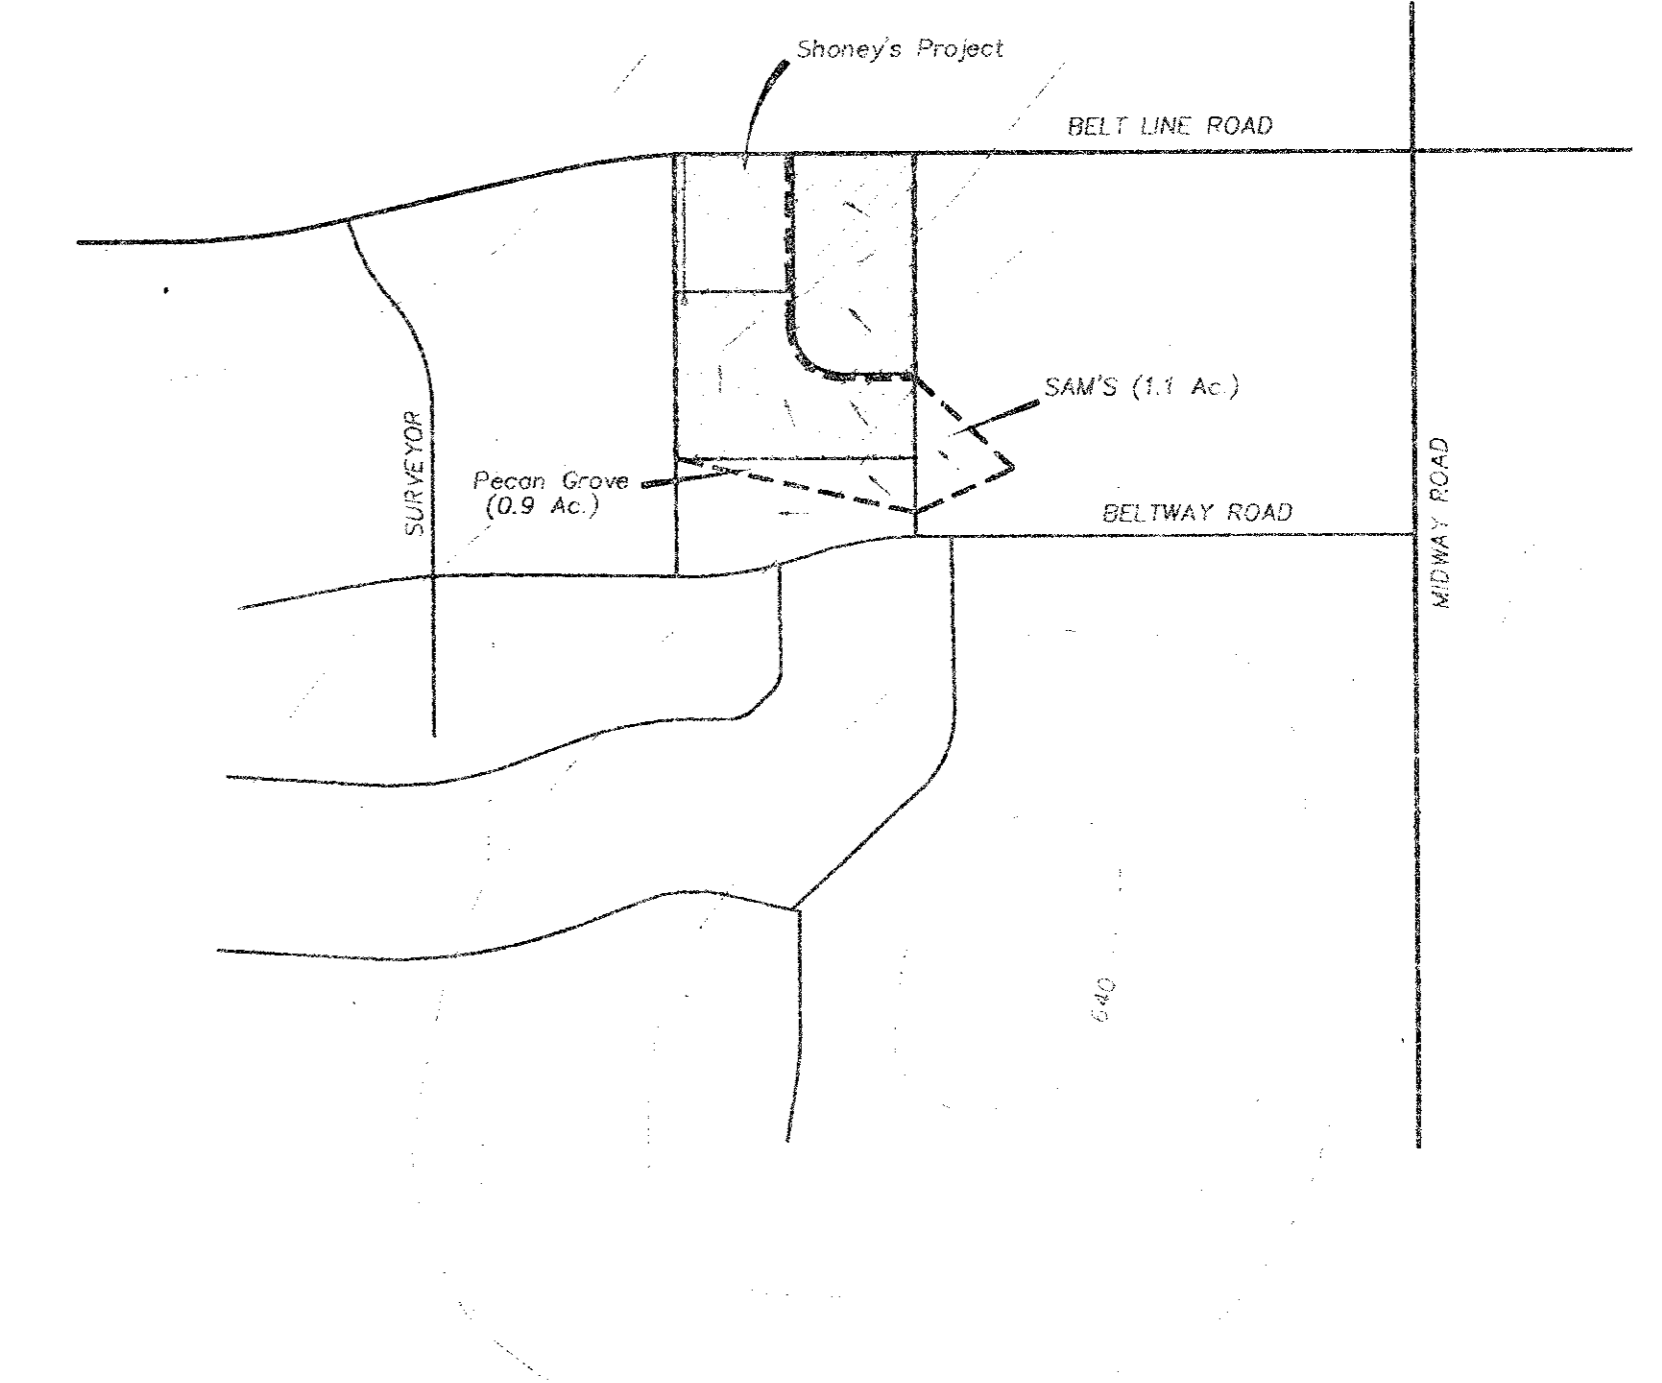 Shoney's Project
BELT LINE ROAD
SAM'S (1.1 Ac.)
SURVEYOR
Pecan Grove
(0.9 Ac.)
BELTWAY ROAD
MIDWAY ROAD
640